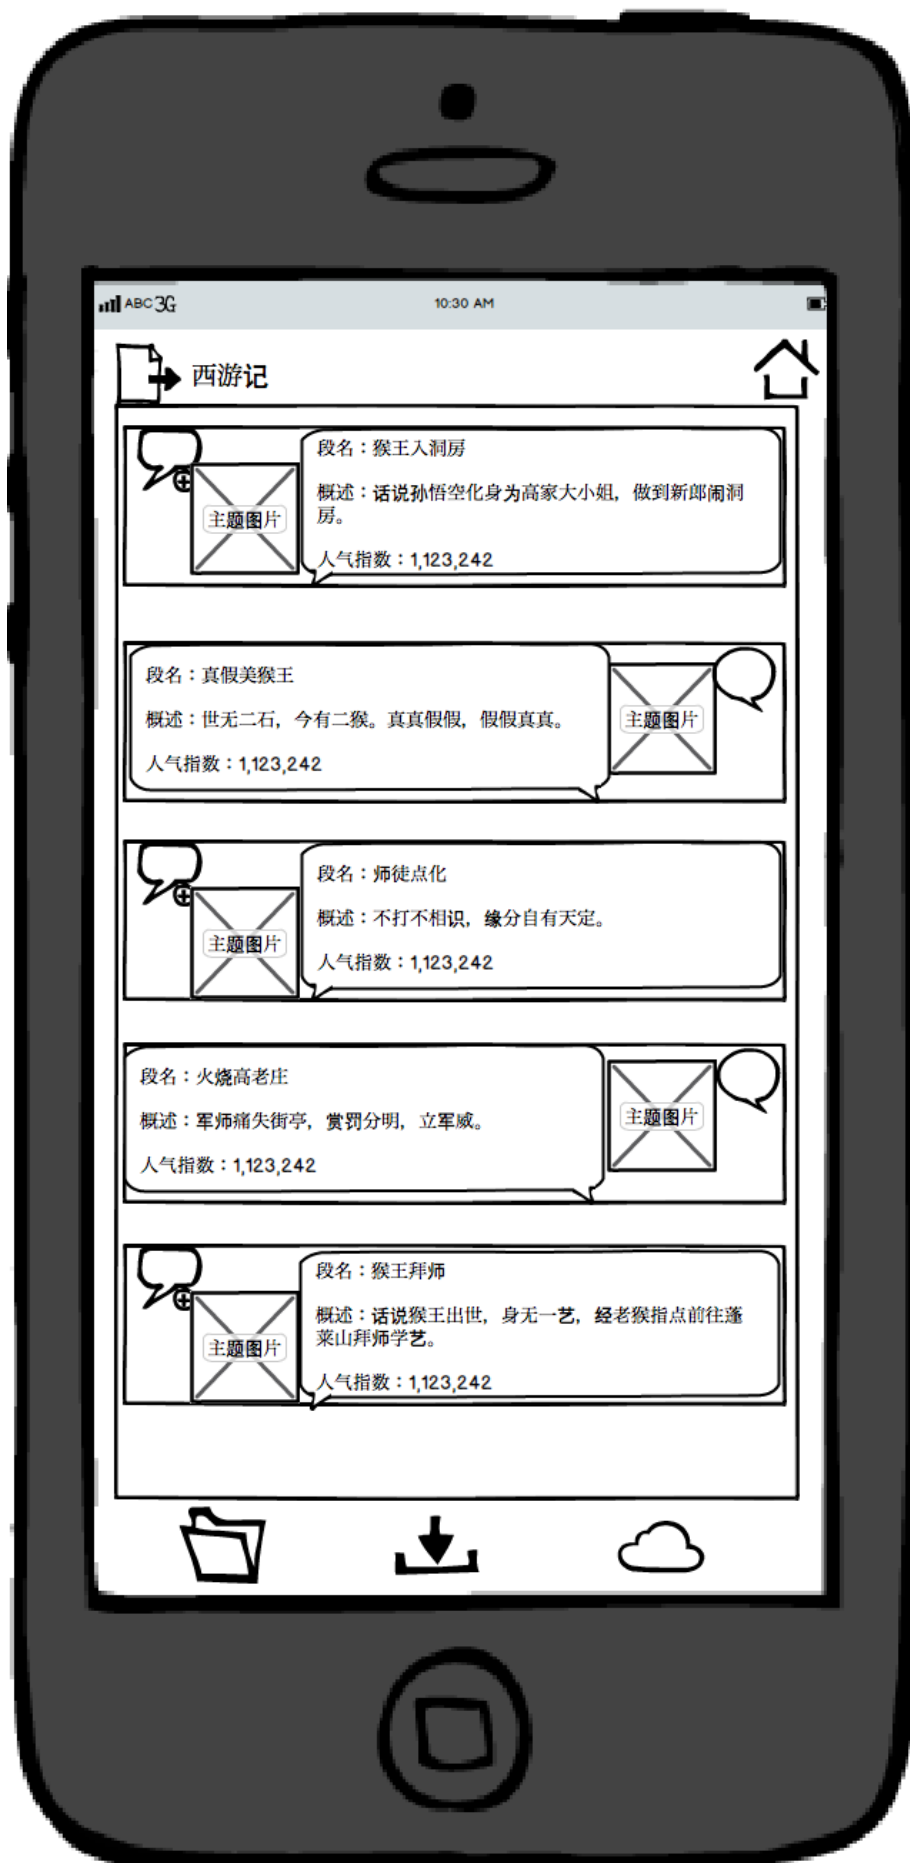 ABC 3G 10:30 AM
西游记
段名：猴王入洞房
概述：话说孙悟空化身为高家大小姐，做到新郎闹洞
房。
人气指数：1,123,242
主题图片
段名：真假美猴王
概述：世无二石，今有二猴。真真假假，假假真真。
人气指数：1,123,242
主题图片
段名：师徒点化
概述：不打不相识，缘分自有天定。
人气指数：1,123,242
主题图片
段名：火烧高老庄
概述：军师痛失街亭，赏罚分明，立军威。
人气指数：1,123,242
主题图片
段名：猴王拜师
概述：话说猴王出世，身无一艺，经老猴指点前往蓬
莱山拜师学艺。
人气指数：1,123,242
主题图片